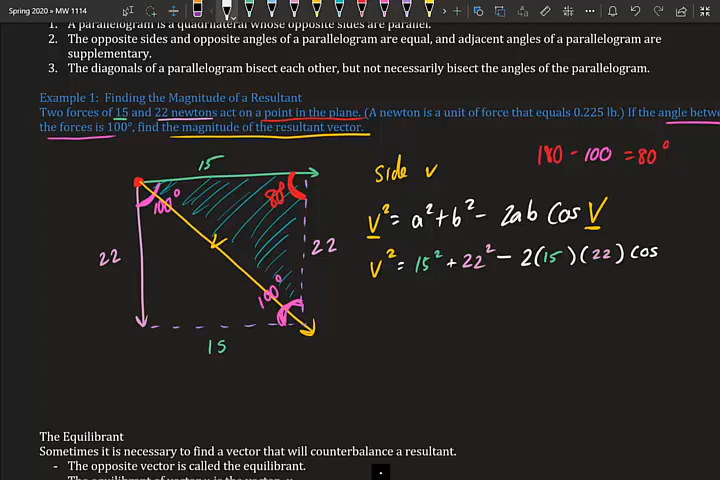 Spring 2020 » MW 1114
1. A parallelogram is a quadrilateral whose opposite sides are parallel.
2. The opposite sides and opposite angles of a parallelogram are equal, and adjacent angles of a parallelogram are
supplementary.
3. The diagonals of a parallelogram bisect each other, but not necessarily bisect the angles of the parallelogram.
Example 1: Finding the Magnitude of a Resultant
Two forces of 15 and 22 newtons act on a point in the plane. (A newton is a unit of force that equals 0.225 lb.) If the angle betw
the forces is 100°, find the magnitude of the resultant vector.
180 - 100 = 80°
15
side v
80°
100°
V² = a² + b² - 2ab cos V
22
22
V² = 15² + 22² - 2(15)(22) cos
100°
15
The Equilibrant
Sometimes it is necessary to find a vector that will counterbalance a resultant.
- The opposite vector is called the equilibrant.